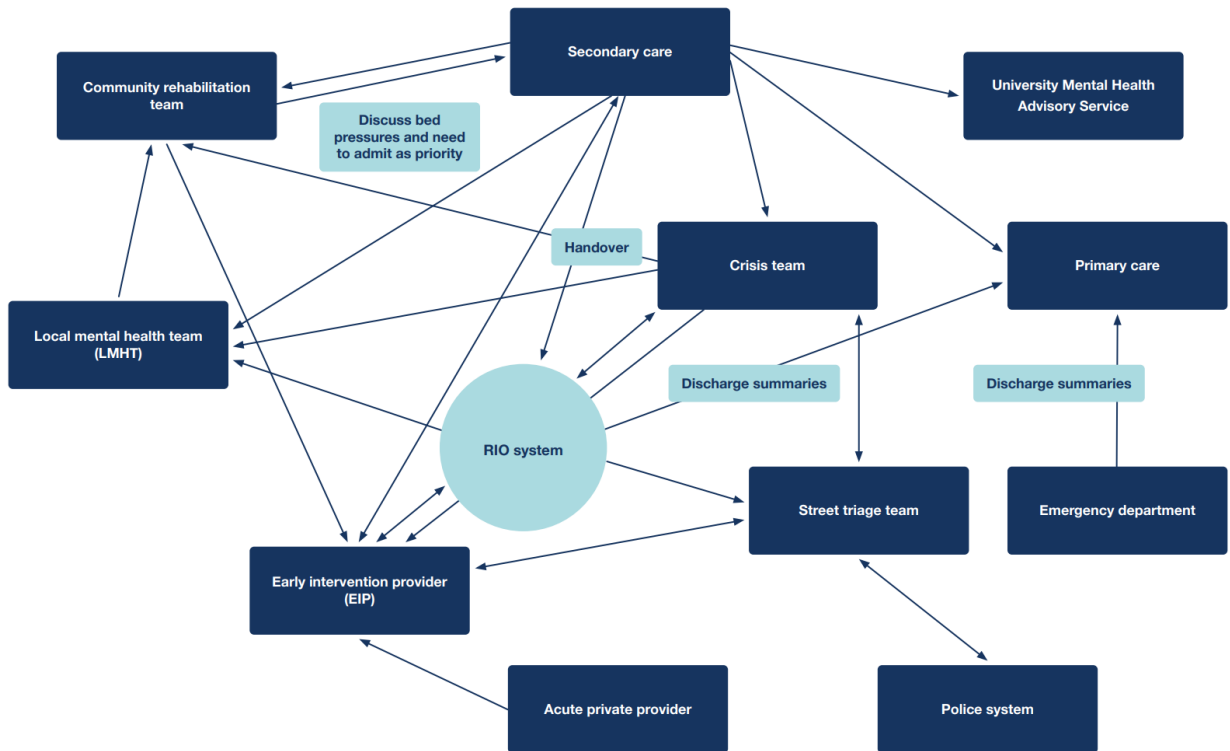 Secondary care
Community rehabilitation
team
University Mental Health
Advisory Service
Discuss bed
pressures and need
to admit as priority
Handover
Crisis team
Primary care
Local mental health team
(LMHT)
Discharge summaries
Discharge summaries
RIO system
Street triage team
Emergency department
Early intervention provider
(EIP)
Acute private provider
Police system